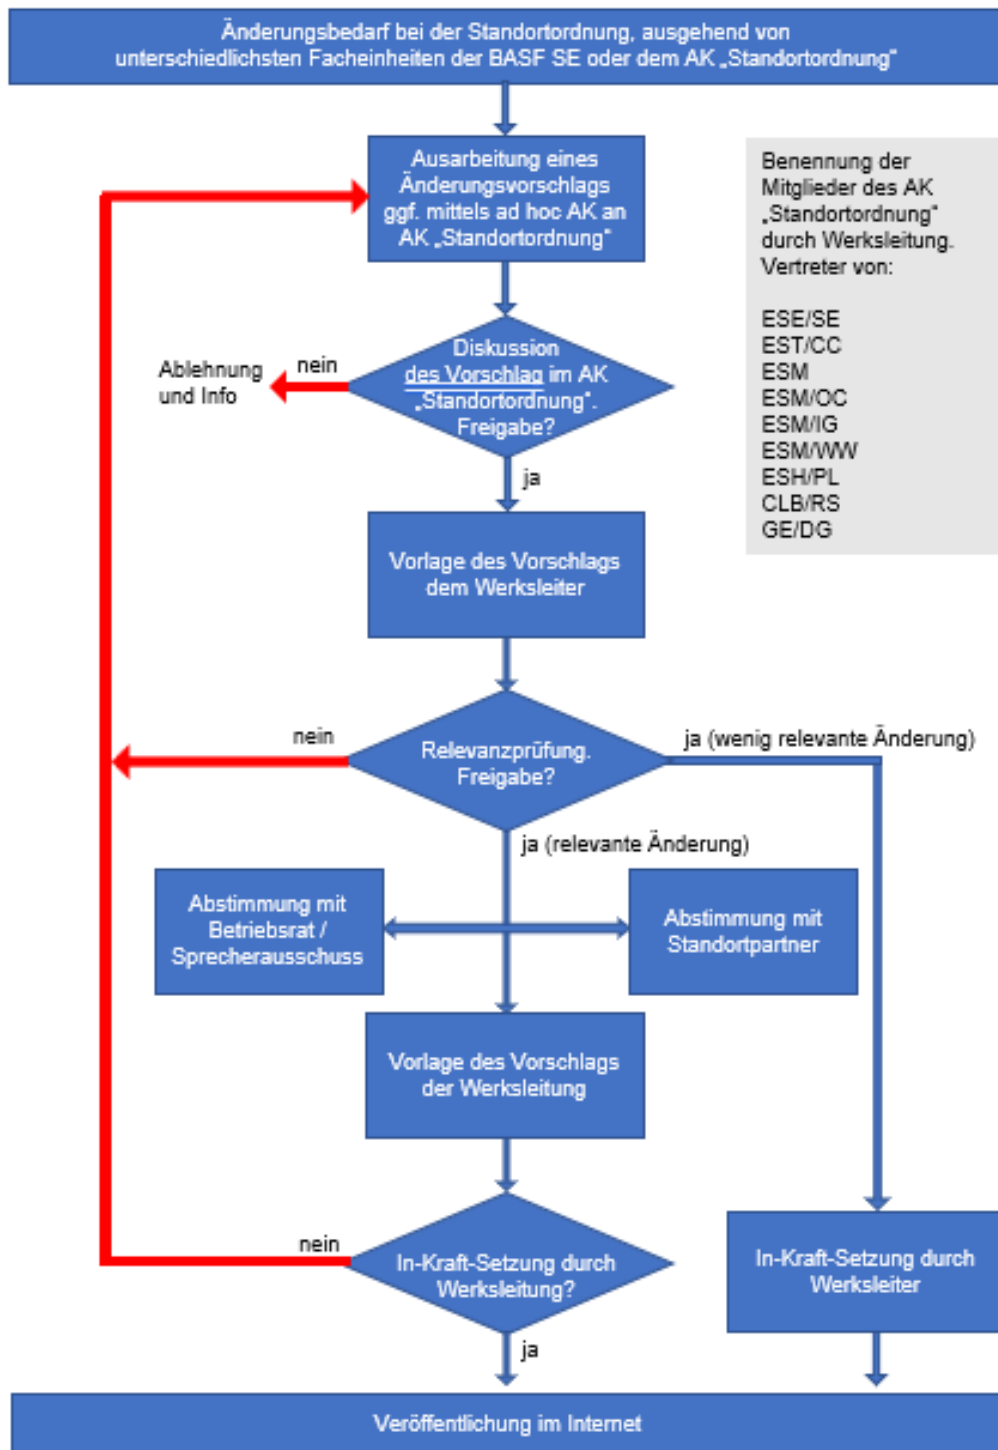 Änderungsbedarf bei der Standortordnung, ausgehend von
unterschiedlichsten Facheinheiten der BASF SE oder dem AK „Standortordnung“
Ausarbeitung eines
Änderungsvorschlags
ggf. mittels ad hoc AK an
AK „Standortordnung“
Benennung der
Mitglieder des AK
„Standortordnung“
durch Werksleitung.
Vertreter von:
ESE/SE
EST/CC
ESM
ESM/OC
ESM/IG
ESM/WW
ESH/PL
CLB/RS
GE/DG
Diskussion
des Vorschlag im AK
„Standortordnung“.
Freigabe?
nein
Ablehnung
und Info
ja
Vorlage des Vorschlags
dem Werksleiter
Relevanzprüfung.
Freigabe?
nein
ja (wenig relevante Änderung)
ja (relevante Änderung)
Abstimmung mit
Betriebsrat /
Sprecherausschuss
Abstimmung mit
Standortpartner
Vorlage des Vorschlags
der Werksleitung
nein
In-Kraft-Setzung durch
Werksleitung?
In-Kraft-Setzung durch
Werksleiter
ja
Veröffentlichung im Internet